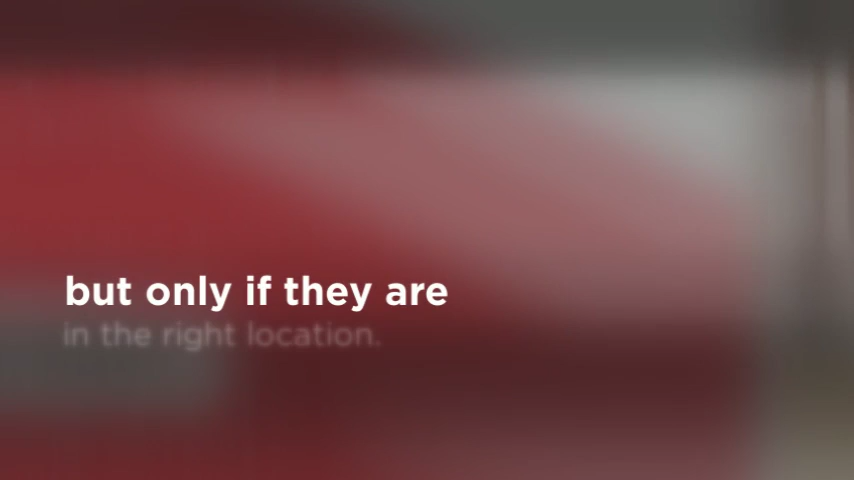 but only if they are
in the right location.